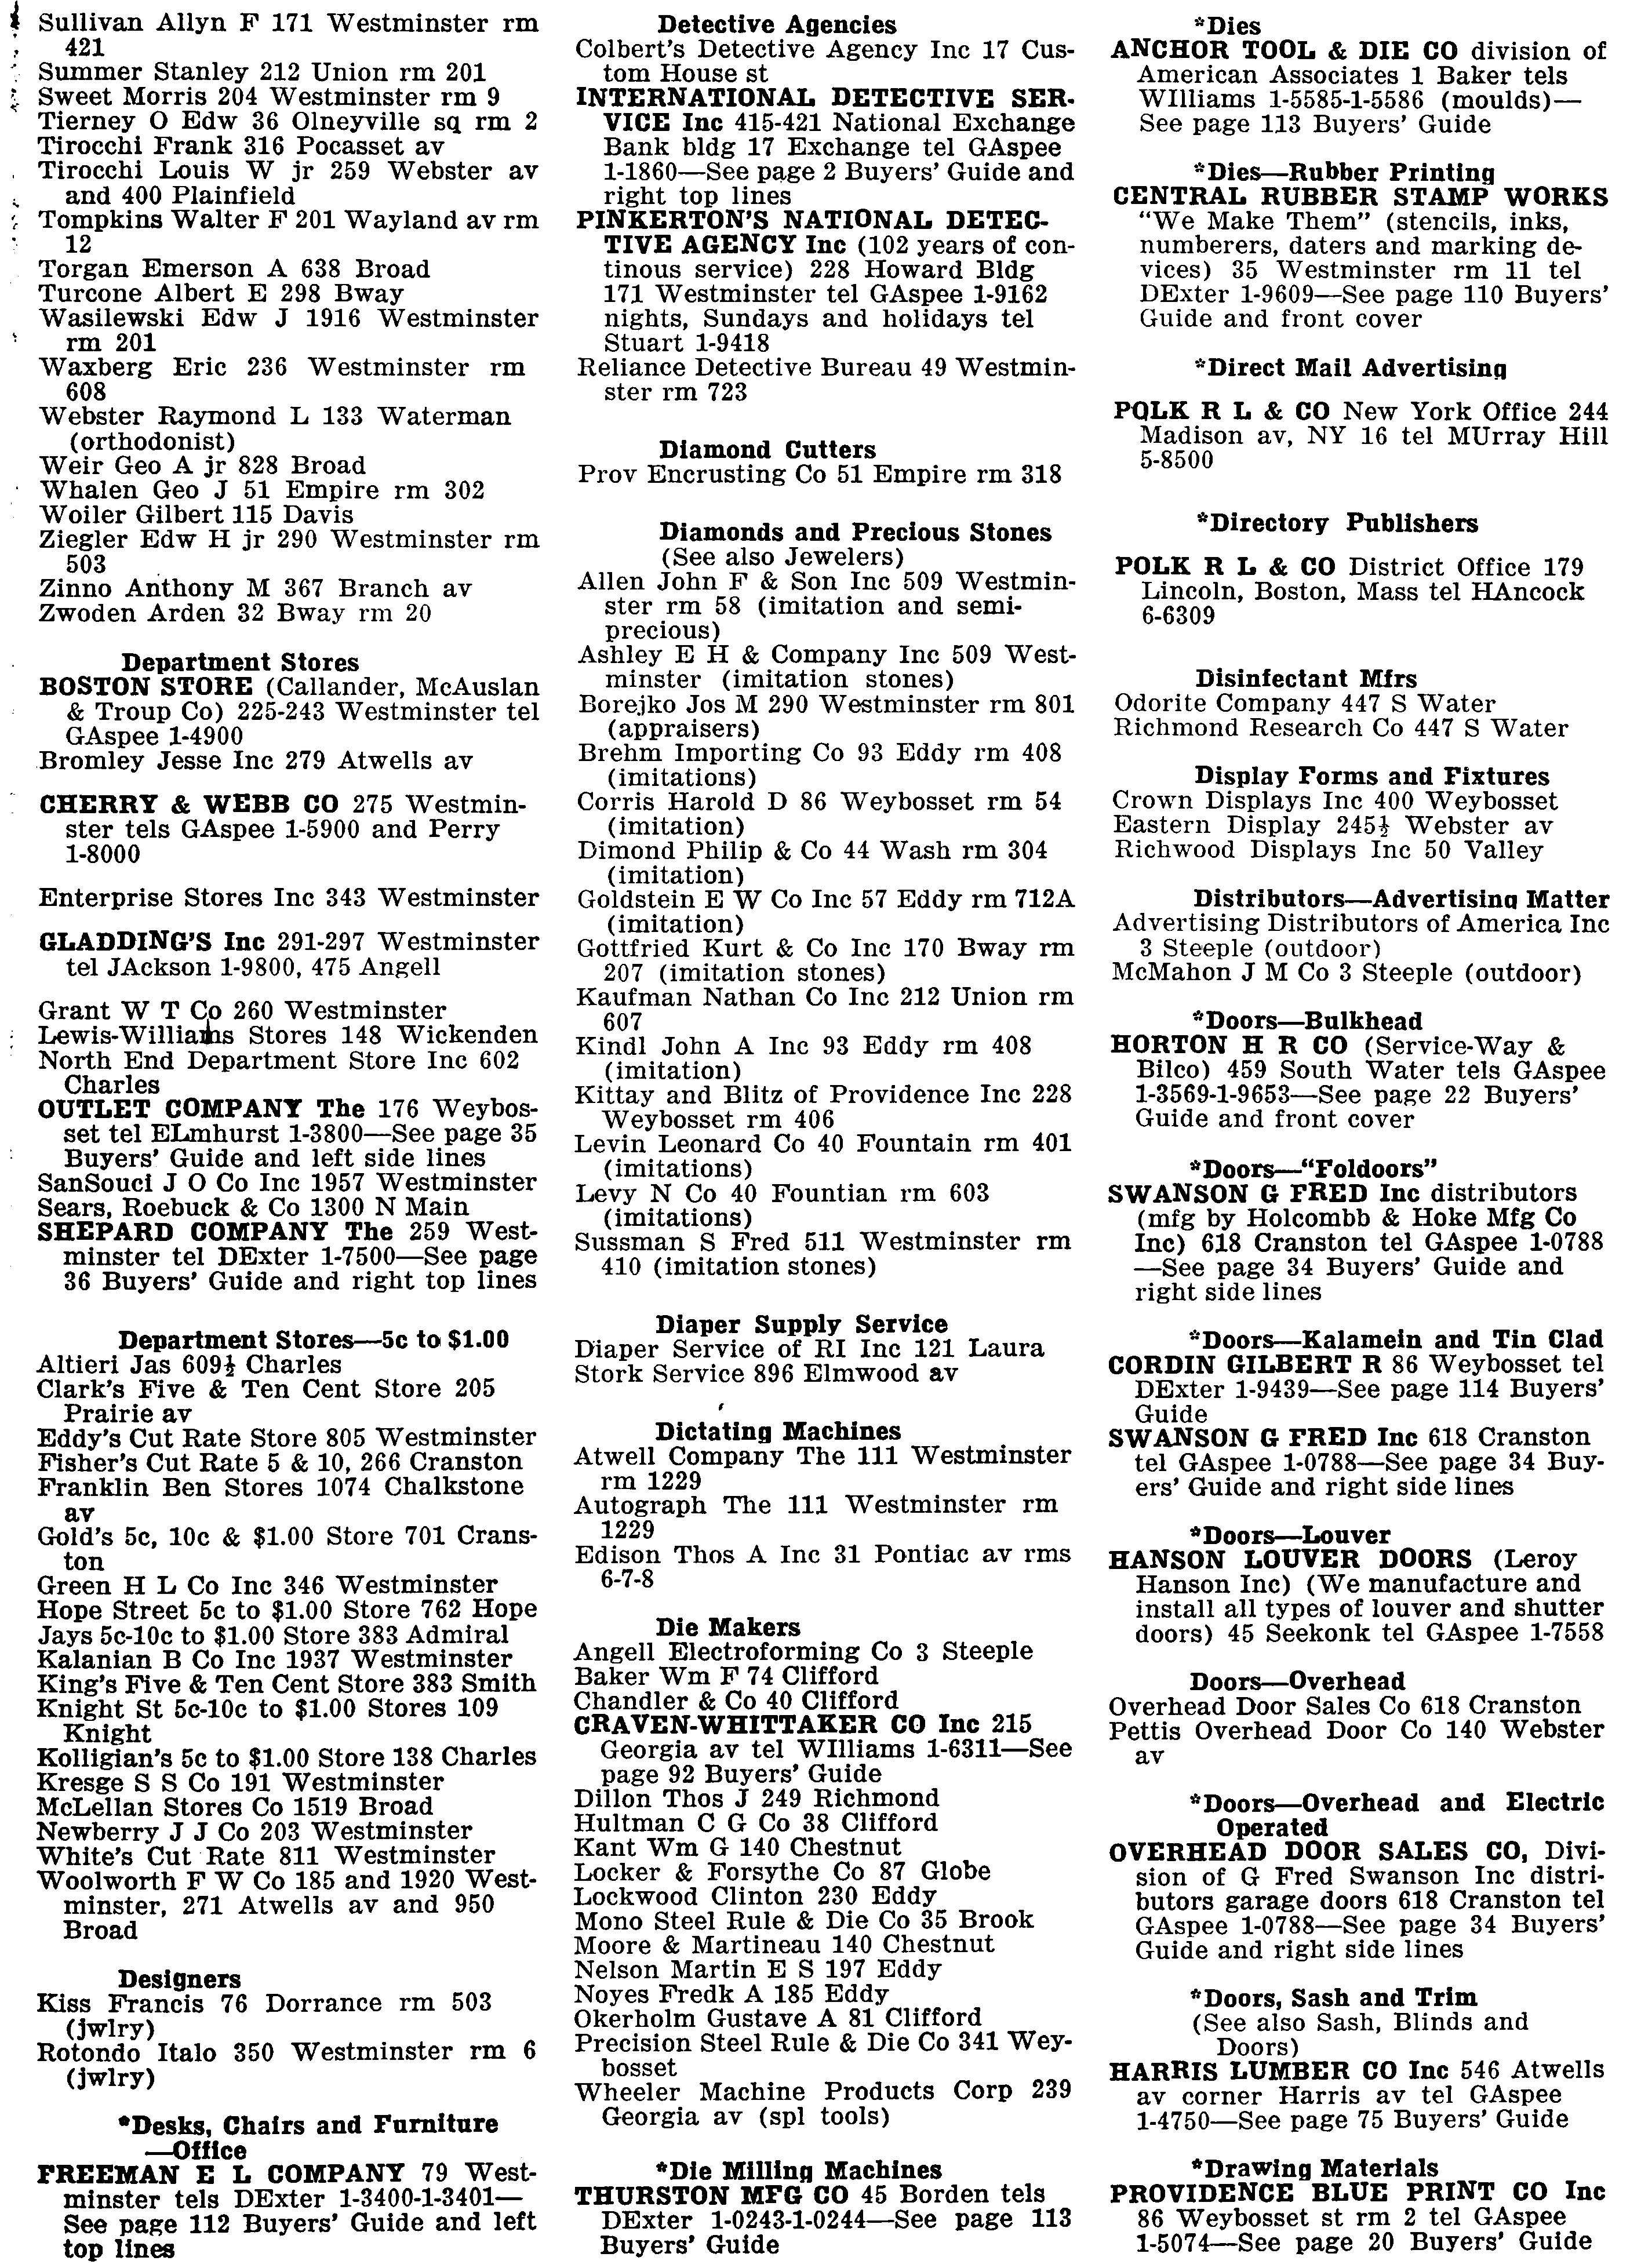 Sullivan Allyn F 171 Westminster rm
421
Summer Stanley 212 Union rm 201
Sweet Morris 204 Westminster rm 9
Tierney O Edw 36 Olneyville sq rm 2
Tirocchi Frank 316 Pocasset av
Tirocchi Louis W jr 259 Webster av
and 400 Plainfield
Tompkins Walter F 201 Wayland av rm
12
Torgan Emerson A 638 Broad
Turcone Albert E 298 Bway
Wasilewski Edw J 1916 Westminster
rm 201
Waxberg Eric 236 Westminster rm
608
Webster Raymond L 133 Waterman
(orthodonist)
Weir Geo A jr 828 Broad
Whalen Geo J 51 Empire rm 302
Woiler Gilbert 115 Davis
Ziegler Edw H jr 290 Westminster rm
503
Zinno Anthony M 367 Branch av
Zwoden Arden 32 Bway rm 20
Department Stores
BOSTON STORE (Callander, McAuslan
& Troup Co) 225-243 Westminster tel
GAspee 1-4900
Bromley Jesse Inc 279 Atwells av
CHERRY & WEBB CO 275 Westmin-
ster tels GAspee 1-5900 and Perry
1-8000
Enterprise Stores Inc 343 Westminster
GLADDING'S Inc 291-297 Westminster
tel JAckson 1-9800, 475 Angell
Grant W T Co 260 Westminster
Lewis-Williams Stores 148 Wickenden
North End Department Store Inc 602
Charles
OUTLET COMPANY The 176 Weybos-
set tel ELmhurst 1-3800—See page 35
Buyers' Guide and left side lines
SanSouci J O Co Inc 1957 Westminster
Sears, Roebuck & Co 1300 N Main
SHEPARD COMPANY The 259 West-
minster tel DExter 1-7500—See page
36 Buyers' Guide and right top lines
Department Stores—5c to $1.00
Altieri Jas 609½ Charles
Clark's Five & Ten Cent Store 205
Prairie av
Eddy's Cut Rate Store 805 Westminster
Fisher's Cut Rate 5 & 10, 266 Cranston
Franklin Ben Stores 1074 Chalkstone
av
Gold's 5c, 10c & $1.00 Store 701 Crans-
ton
Green H L Co Inc 346 Westminster
Hope Street 5c to $1.00 Store 762 Hope
Jays 5c-10c to $1.00 Store 383 Admiral
Kalanian B Co Inc 1937 Westminster
King's Five & Ten Cent Store 383 Smith
Knight St 5c-10c to $1.00 Stores 109
Knight
Kolligian's 5c to $1.00 Store 138 Charles
Kresge S S Co 191 Westminster
McLellan Stores Co 1519 Broad
Newberry J J Co 203 Westminster
White's Cut Rate 811 Westminster
Woolworth F W Co 185 and 1920 West-
minster, 271 Atwells av and 950
Broad
Designers
Kiss Francis 76 Dorrance rm 503
(jwlry)
Rotondo Italo 350 Westminster rm 6
(jwlry)
*Desks, Chairs and Furniture
—Office
FREEMAN E L COMPANY 79 West-
minster tels DExter 1-3400-1-3401—
See page 112 Buyers' Guide and left
top lines
Detective Agencies
Colbert's Detective Agency Inc 17 Cus-
tom House st
INTERNATIONAL DETECTIVE SER-
VICE Inc 415-421 National Exchange
Bank bldg 17 Exchange tel GAspee
1-1860—See page 2 Buyers' Guide and
right top lines
PINKERTON'S NATIONAL DETEC-
TIVE AGENCY Inc (102 years of con-
tinous service) 228 Howard Bldg
171 Westminster tel GAspee 1-9162
nights, Sundays and holidays tel
Stuart 1-9418
Reliance Detective Bureau 49 Westmin-
ster rm 723
Diamond Cutters
Prov Encrusting Co 51 Empire rm 318
Diamonds and Precious Stones
(See also Jewelers)
Allen John F & Son Inc 509 Westmin-
ster rm 58 (imitation and semi-
precious)
Ashley E H & Company Inc 509 West-
minster (imitation stones)
Borejko Jos M 290 Westminster rm 801
(appraisers)
Brehm Importing Co 93 Eddy rm 408
(imitations)
Corris Harold D 86 Weybosset rm 54
(imitation)
Dimond Philip & Co 44 Wash rm 304
(imitation)
Goldstein E W Co Inc 57 Eddy rm 712A
(imitation)
Gottfried Kurt & Co Inc 170 Bway rm
207 (imitation stones)
Kaufman Nathan Co Inc 212 Union rm
607
Kindl John A Inc 93 Eddy rm 408
(imitation)
Kittay and Blitz of Providence Inc 228
Weybosset rm 406
Levin Leonard Co 40 Fountain rm 401
(imitations)
Levy N Co 40 Fountian rm 603
(imitations)
Sussman S Fred 511 Westminster rm
410 (imitation stones)
Diaper Supply Service
Diaper Service of RI Inc 121 Laura
Stork Service 896 Elmwood av
Dictating Machines
Atwell Company The 111 Westminster
rm 1229
Autograph The 111 Westminster rm
1229
Edison Thos A Inc 31 Pontiac av rms
6-7-8
Die Makers
Angell Electroforming Co 3 Steeple
Baker Wm F 74 Clifford
Chandler & Co 40 Clifford
CRAVEN-WHITTAKER CO Inc 215
Georgia av tel WIlliams 1-6311—See
page 92 Buyers' Guide
Dillon Thos J 249 Richmond
Hultman C G Co 38 Clifford
Kant Wm G 140 Chestnut
Locker & Forsythe Co 87 Globe
Lockwood Clinton 230 Eddy
Mono Steel Rule & Die Co 35 Brook
Moore & Martineau 140 Chestnut
Nelson Martin E S 197 Eddy
Noyes Fredk A 185 Eddy
Okerholm Gustave A 81 Clifford
Precision Steel Rule & Die Co 341 Wey-
bosset
Wheeler Machine Products Corp 239
Georgia av (spl tools)
*Die Milling Machines
THURSTON MFG CO 45 Borden tels
DExter 1-0243-1-0244—See page 113
Buyers' Guide
*Dies
ANCHOR TOOL & DIE CO division of
American Associates 1 Baker tels
WIlliams 1-5585-1-5586 (moulds)—
See page 113 Buyers' Guide
*Dies—Rubber Printing
CENTRAL RUBBER STAMP WORKS
"We Make Them" (stencils, inks,
numberers, daters and marking de-
vices) 35 Westminster rm 11 tel
DExter 1-9609—See page 110 Buyers'
Guide and front cover
*Direct Mail Advertising
POLK R L & CO New York Office 244
Madison av, NY 16 tel MUrray Hill
5-8500
*Directory Publishers
POLK R L & CO District Office 179
Lincoln, Boston, Mass tel HAncock
6-6309
Disinfectant Mfrs
Odorite Company 447 S Water
Richmond Research Co 447 S Water
Display Forms and Fixtures
Crown Displays Inc 400 Weybosset
Eastern Display 245½ Webster av
Richwood Displays Inc 50 Valley
Distributors—Advertising Matter
Advertising Distributors of America Inc
3 Steeple (outdoor)
McMahon J M Co 3 Steeple (outdoor)
*Doors—Bulkhead
HORTON H R CO (Service-Way &
Bilco) 459 South Water tels GAspee
1-3569-1-9653—See page 22 Buyers'
Guide and front cover
*Doors—"Foldoors"
SWANSON G FRED Inc distributors
(mfg by Holcombb & Hoke Mfg Co
Inc) 618 Cranston tel GAspee 1-0788
—See page 34 Buyers' Guide and
right side lines
*Doors—Kalamein and Tin Clad
CORDIN GILBERT R 86 Weybosset tel
DExter 1-9439—See page 114 Buyers'
Guide
SWANSON G FRED Inc 618 Cranston
tel GAspee 1-0788—See page 34 Buy-
ers' Guide and right side lines
*Doors—Louver
HANSON LOUVER DOORS (Leroy
Hanson Inc) (We manufacture and
install all types of louver and shutter
doors) 45 Seekonk tel GAspee 1-7558
Doors—Overhead
Overhead Door Sales Co 618 Cranston
Pettis Overhead Door Co 140 Webster
av
*Doors—Overhead and Electric
Operated
OVERHEAD DOOR SALES CO, Divi-
sion of G Fred Swanson Inc distri-
butors garage doors 618 Cranston tel
GAspee 1-0788—See page 34 Buyers'
Guide and right side lines
*Doors, Sash and Trim
(See also Sash, Blinds and
Doors)
HARRIS LUMBER CO Inc 546 Atwells
av corner Harris av tel GAspee
1-4750—See page 75 Buyers' Guide
*Drawing Materials
PROVIDENCE BLUE PRINT CO Inc
86 Weybosset st rm 2 tel GAspee
1-5074—See page 20 Buyers' Guide